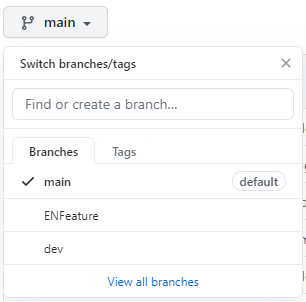 main
Switch branches/tags
Find or create a branch...
Branches Tags
main default
ENFeature
dev
View all branches